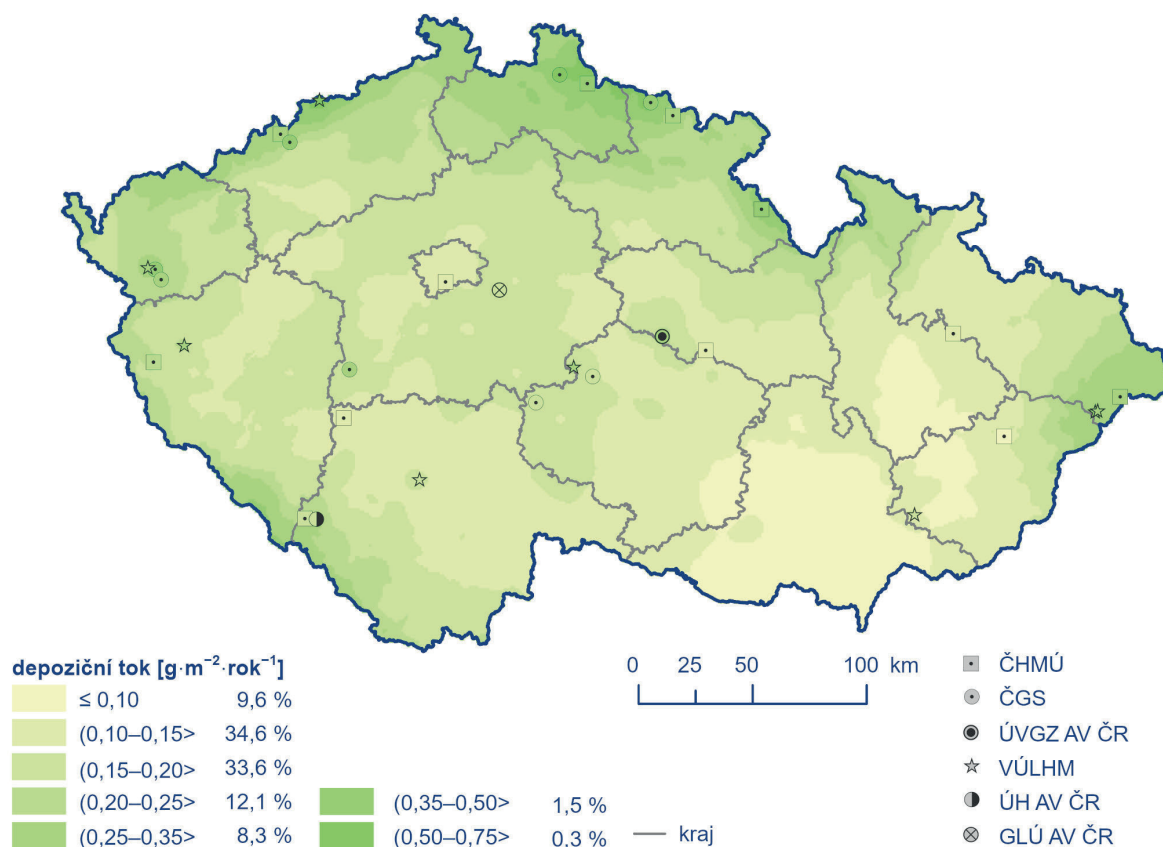 depoziční tok [g·m⁻²·rok⁻¹]
≤ 0,10 9,6 %
(0,10–0,15> 34,6 %
(0,15–0,20> 33,6 %
(0,20–0,25> 12,1 %
(0,25–0,35> 8,3 %
(0,35–0,50> 1,5 %
(0,50–0,75> 0,3 %
0 25 50 100 km
kraj
ČHMÚ
ČGS
ÚVGZ AV ČR
VÚLHM
ÚH AV ČR
GLÚ AV ČR